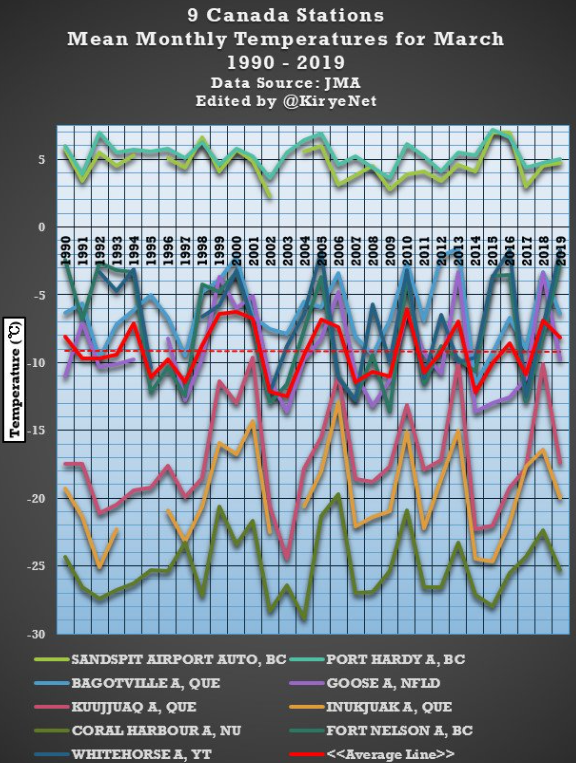 9 Canada Stations
Mean Monthly Temperatures for March
1990 - 2019
Data Source: JMA
Edited by @KiryeNet
Temperature (℃)
5
0
-5
-10
-15
-20
-25
-30
1990 1991 1992 1993 1994 1995 1996 1997 1998 1999 2000 2001 2002 2003 2004 2005 2006 2007 2008 2009 2010 2011 2012 2013 2014 2015 2016 2017 2018 2019
SANDSPIT AIRPORT AUTO, BC PORT HARDY A, BC
BAGOTVILLE A, QUE GOOSE A, NFLD
KUUJJUAQ A, QUE INUKJUAK A, QUE
CORAL HARBOUR A, NU FORT NELSON A, BC
WHITEHORSE A, YT <<Average Line>>